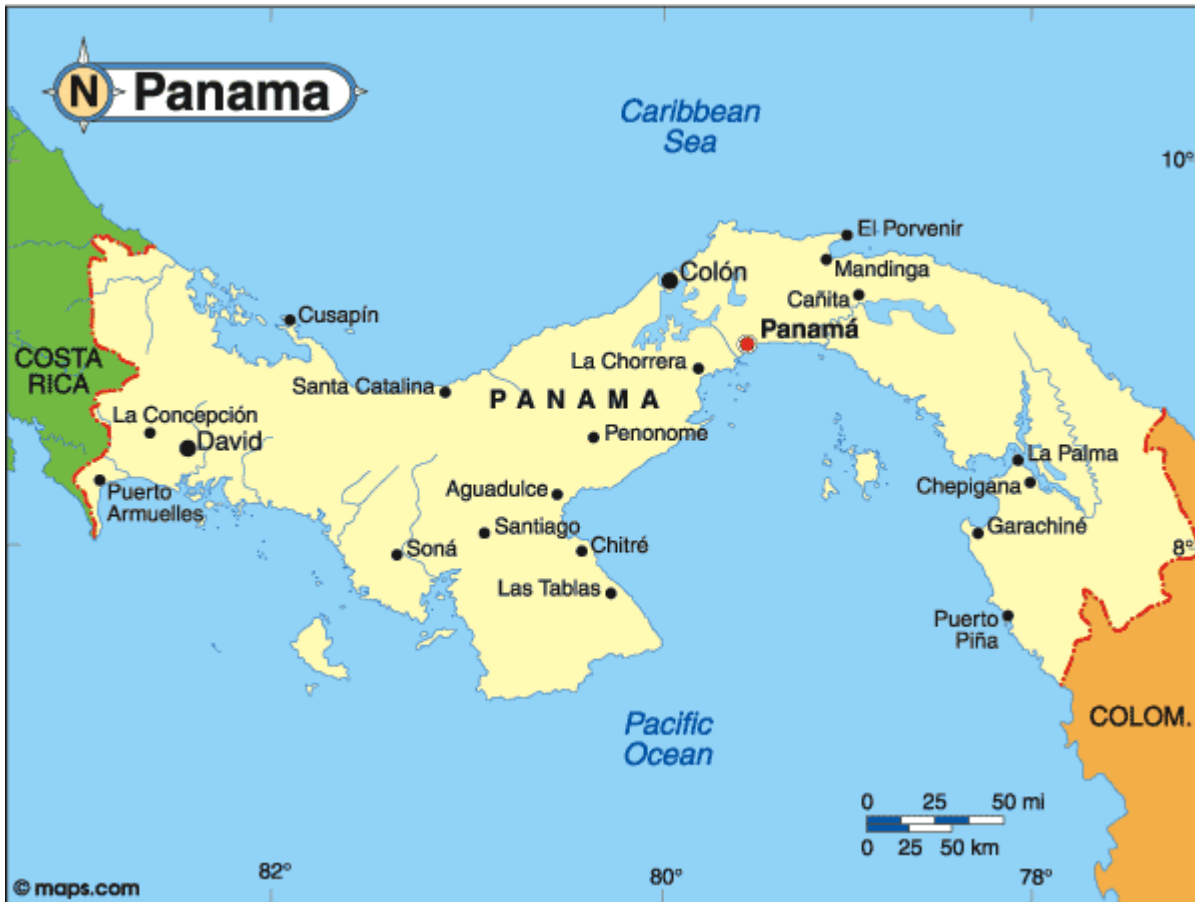 N Panama
Caribbean
Sea
10°
El Porvenir
Colón
Mandinga
Cañita
Cusapín
Panamá
COSTA
RICA
La Chorrera
Santa Catalina
PANAMA
La Concepción
David
Penonome
La Palma
Puerto
Armuelles
Aguadulce
Chepigana
Santiago
Garachiné
Soná
Chitré
8°
Las Tablas
Puerto
Piña
Pacific
Ocean
COLOM.
0 25 50 mi
0 25 50 km
82°
80°
78°
© maps.com